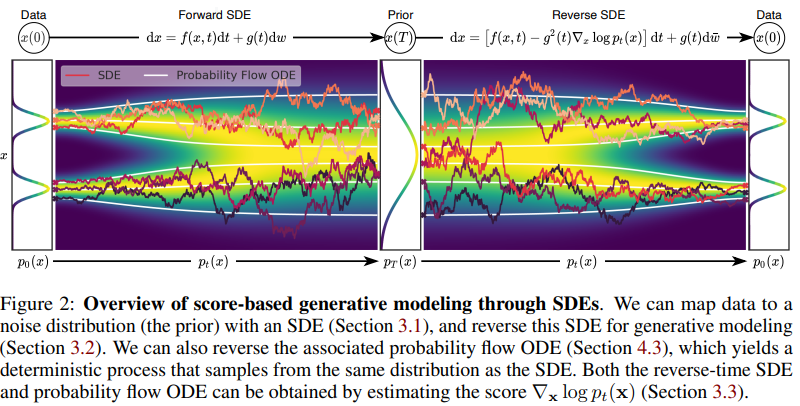 Data Forward SDE Prior Reverse SDE Data
x(0) dx = f(x, t)dt + g(t)dw x(T) dx = [f(x, t) − g²(t)∇ₓ log pₜ(x)] dt + g(t)dw̄ x(0)
SDE Probability Flow ODE
x
p₀(x) pₜ(x) p_T(x) pₜ(x) p₀(x)
Figure 2: Overview of score-based generative modeling through SDEs. We can map data to a
noise distribution (the prior) with an SDE (Section 3.1), and reverse this SDE for generative modeling
(Section 3.2). We can also reverse the associated probability flow ODE (Section 4.3), which yields a
deterministic process that samples from the same distribution as the SDE. Both the reverse-time SDE
and probability flow ODE can be obtained by estimating the score ∇ₓ log pₜ(x) (Section 3.3).